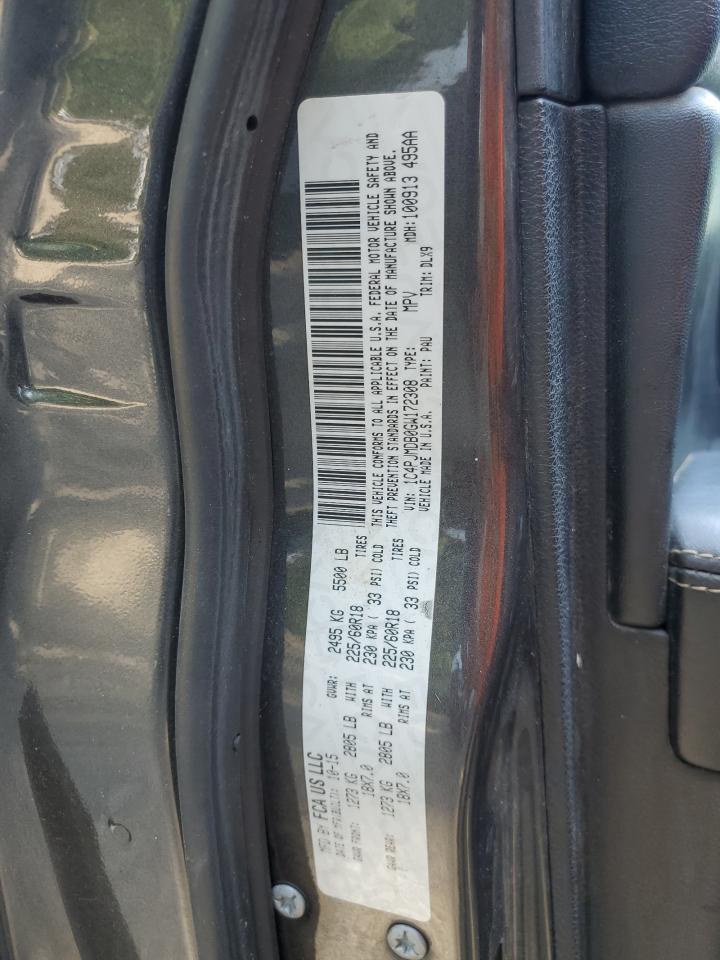 MFD BY FCA US LLC
DATE OF MFR/BUILT: 10-15 GVWR: 2495 KG 5500 LB
GAWR FRONT: 1273 KG 2805 LB WITH 225/60R18 TIRES
18X7.0 RIMS AT 230 KPA ( 33 PSI) COLD
GAWR REAR: 1273 KG 2805 LB WITH 225/60R18 TIRES
18X7.0 RIMS AT 230 KPA ( 33 PSI) COLD
THIS VEHICLE CONFORMS TO ALL APPLICABLE U.S.A. FEDERAL MOTOR VEHICLE SAFETY AND
THEFT PREVENTION STANDARDS IN EFFECT ON THE DATE OF MANUFACTURE SHOWN ABOVE.
VIN: 1C4PJMDB0GW172308 TYPE: MPV MDH:100913 495AA
VEHICLE MADE IN U.S.A. PAINT: PAU TRIM: DLX9